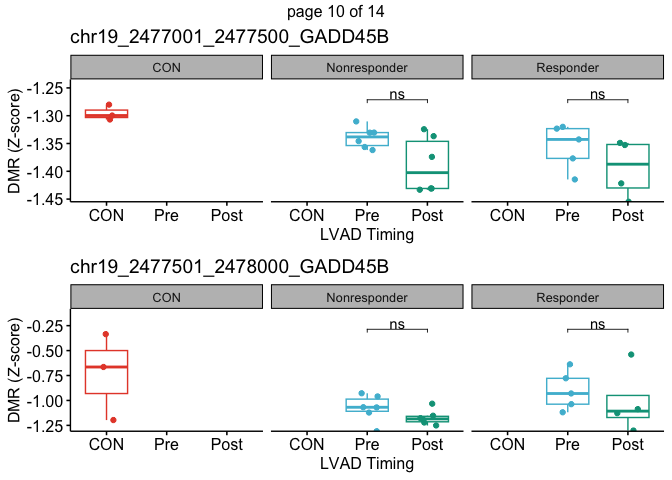 page 10 of 14
chr19_2477001_2477500_GADD45B
CON Nonresponder Responder
DMR (Z-score)
-1.25
-1.30
-1.35
-1.40
-1.45
ns ns
CON Pre Post CON Pre Post CON Pre Post
LVAD Timing
chr19_2477501_2478000_GADD45B
CON Nonresponder Responder
DMR (Z-score)
-0.25
-0.50
-0.75
-1.00
-1.25
ns ns
CON Pre Post CON Pre Post CON Pre Post
LVAD Timing